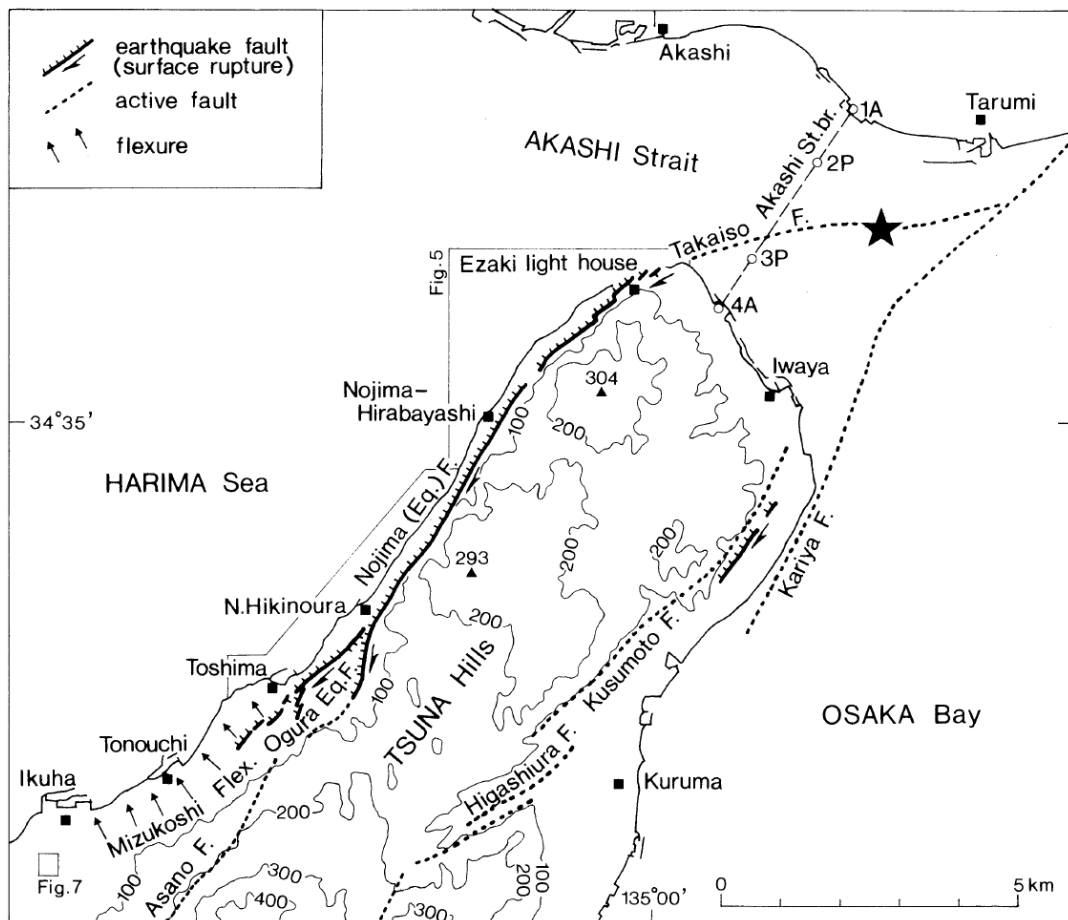 earthquake fault
(surface rupture)
active fault
flexure
Akashi
Tarumi
1A
AKASHI Strait
Akashi St.br.
2P
Takaiso F.
3P
Ezaki light house
Fig.5
4A
Iwaya
304
Nojima-
Hirabayashi
34°35'
100
200
HARIMA Sea
Nojima (Eq.) F.
200
200
293
Kariya F.
N.Hikinoura
200
Toshima
Ogura Eq.F.
100
TSUNA Hills
Kusumoto F.
OSAKA Bay
Tonouchi
Flex.
Ikuha
Mizukoshi
Higashiura F.
Kuruma
200
Asano F.
100
300
400
300
200
100
200
Fig.7
135°00'
0
5 km